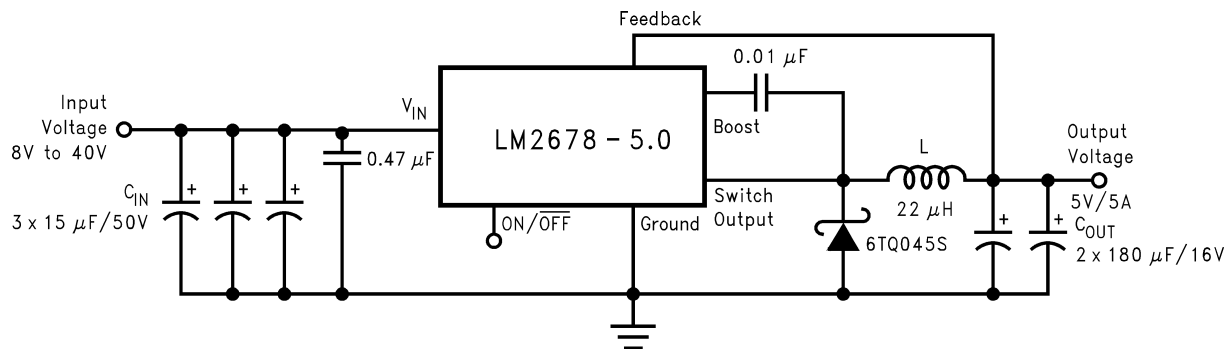 Feedback
0.01 μF
Input
Voltage
8V to 40V
V_IN
LM2678 - 5.0
Boost
0.47 μF
L
Output
Voltage
5V/5A
C_IN
3 x 15 μF/50V
+
+
+
ON/O̅F̅F̅
Ground
Switch
Output
22 μH
6TQ045S
+
+
C_OUT
2 x 180 μF/16V